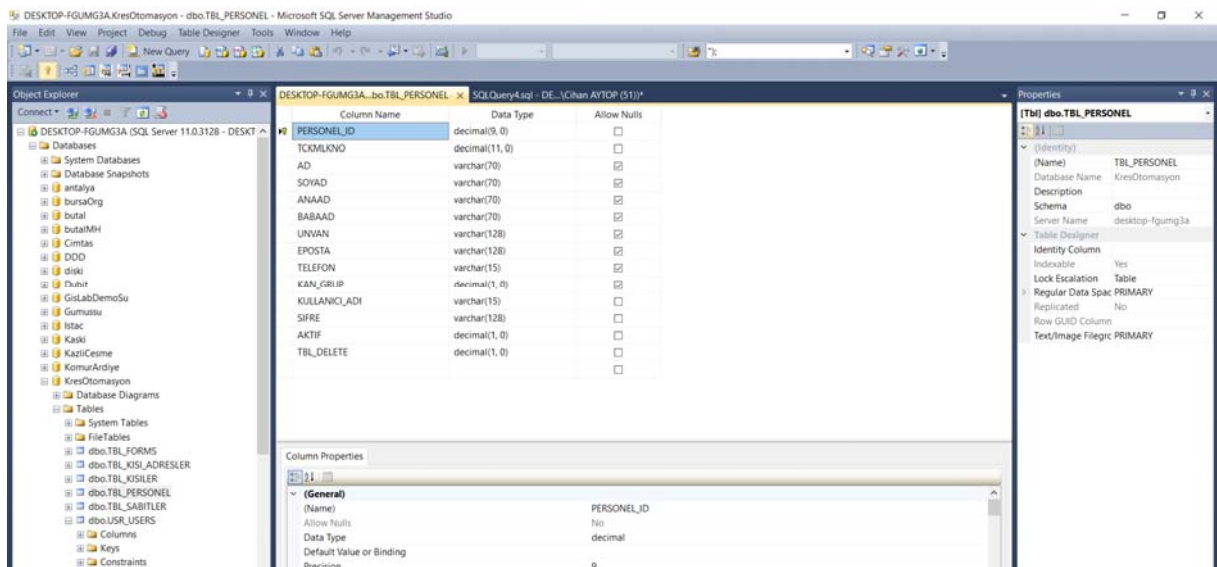 DESKTOP-FGUMG3A.KresOtomasyon - dbo.TBL_PERSONEL - Microsoft SQL Server Management Studio
File Edit View Project Debug Table Designer Tools Window Help
New Query
Object Explorer
Connect
DESKTOP-FGUMG3A (SQL Server 11.0.3128 - DESKT
Databases
System Databases
Database Snapshots
antalya
bursaOrg
butal
butalMH
Cimtas
DDD
diski
Dubit
GisLabDemoSu
Gumussu
Istac
Kaski
KazliCesme
KomurArdiye
KresOtomasyon
Database Diagrams
Tables
System Tables
FileTables
dbo.TBL_FORMS
dbo.TBL_KISI_ADRESLER
dbo.TBL_KISILER
dbo.TBL_PERSONEL
dbo.TBL_SABITLER
dbo.USR_USERS
Columns
Keys
Constraints
DESKTOP-FGUMG3A...bo.TBL_PERSONEL SQLQuery4.sql - DE...\Cihan AYTOP (51))*
Column Name Data Type Allow Nulls
PERSONEL_ID decimal(9, 0)
TCKMLKNO decimal(11, 0)
AD varchar(70)
SOYAD varchar(70)
ANAAD varchar(70)
BABAAD varchar(70)
UNVAN varchar(128)
EPOSTA varchar(128)
TELEFON varchar(15)
KAN_GRUP decimal(1, 0)
KULLANICI_ADI varchar(15)
SIFRE varchar(128)
AKTIF decimal(1, 0)
TBL_DELETE decimal(1, 0)
Column Properties
(General)
(Name) PERSONEL_ID
Allow Nulls No
Data Type decimal
Default Value or Binding
Precision 9
Properties
[Tbl] dbo.TBL_PERSONEL
(Identity)
(Name) TBL_PERSONEL
Database Name KresOtomasyon
Description
Schema dbo
Server Name desktop-fgumg3a
Table Designer
Identity Column
Indexable Yes
Lock Escalation Table
Regular Data Spac PRIMARY
Replicated No
Row GUID Column
Text/Image Filegrc PRIMARY